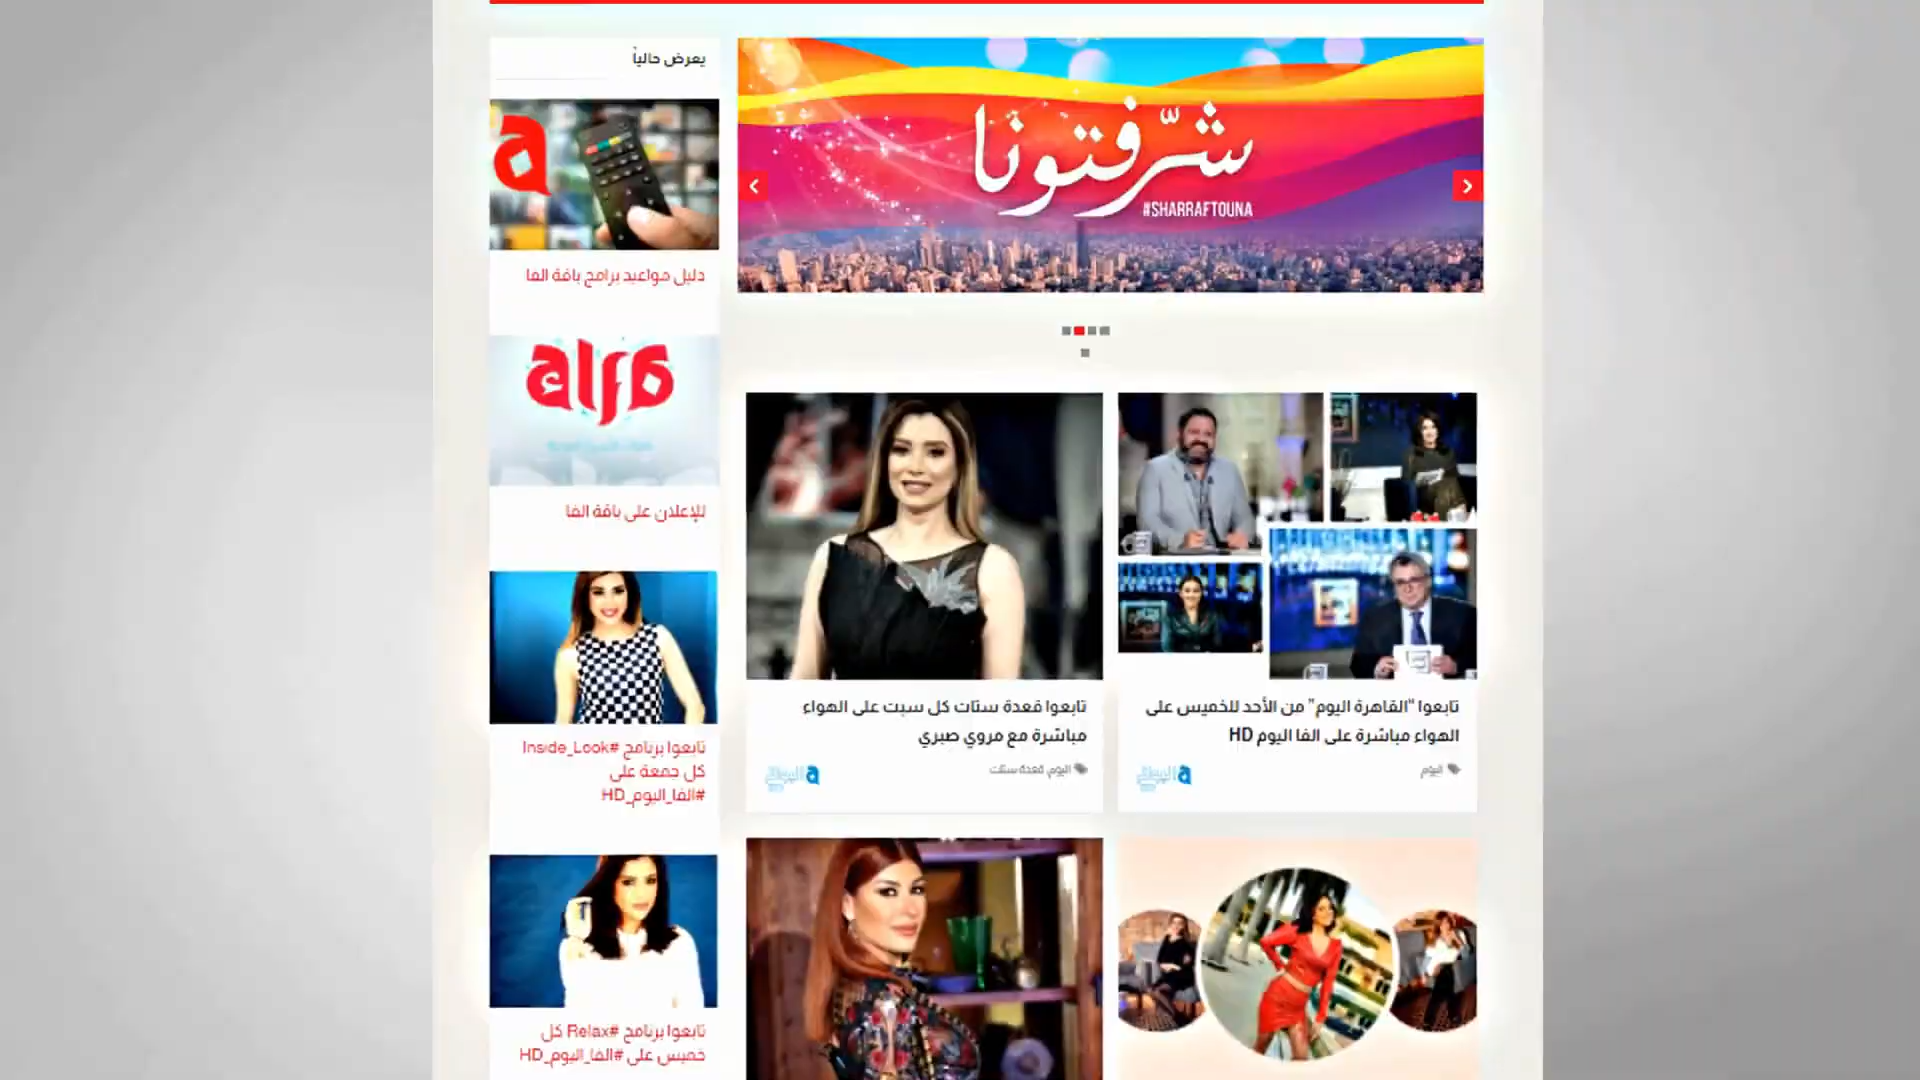 يعرض حالياً
شرّفتونا
#SHARRAFTOUNA
a
دليل مواعيد برامج باقة الفا
alfa
للإعلان على باقة الفا
تابعوا "القاهرة اليوم" من الأحد للخميس على
الهواء مباشرة على الفا اليوم HD
اليوم
اليوم a
تابعوا قعدة ستات كل سبت على الهواء
مباشرة مع مروي صبري
اليوم, قعدة ستات
اليوم a
تابعوا برنامج #Inside_Look
كل جمعة على
#الفا_اليوم_HD
تابعوا برنامج #Relax كل
خميس على #الفا_اليوم_HD